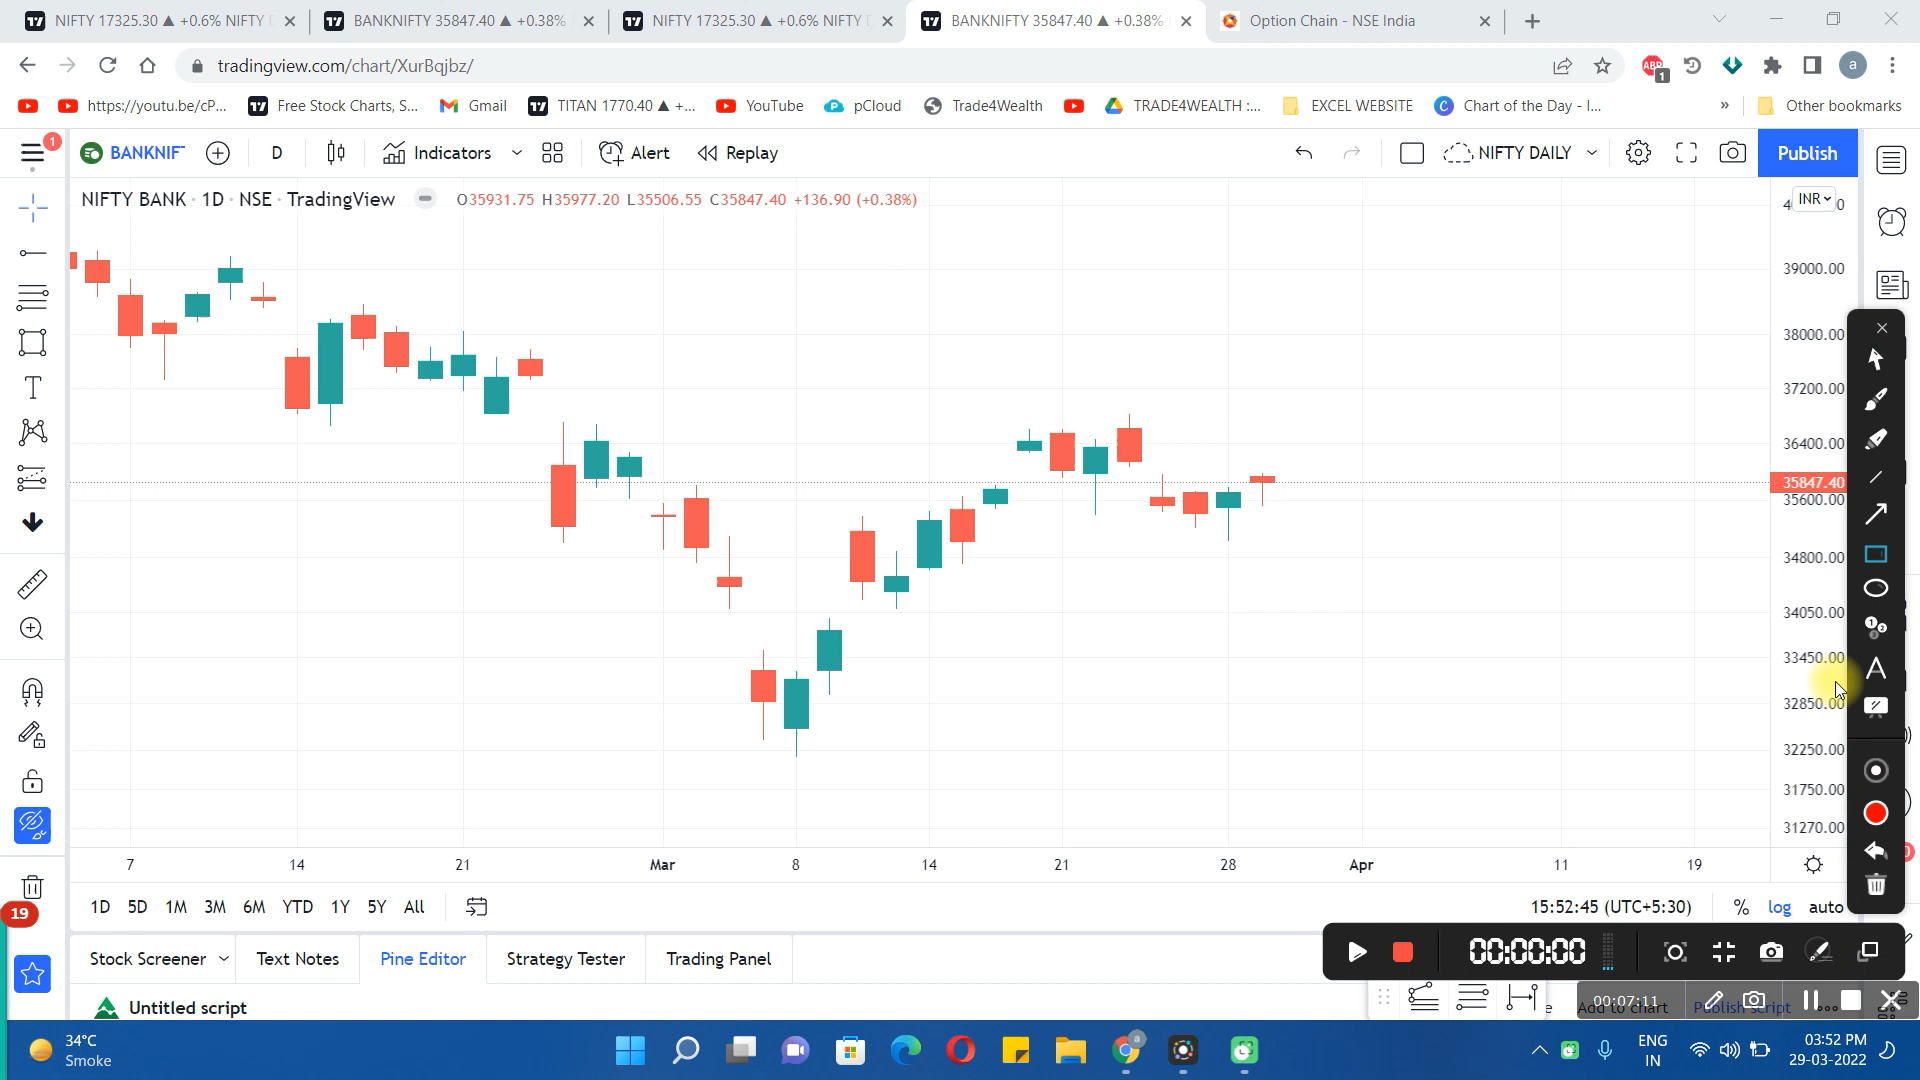 NIFTY 17325.30 ▲ +0.6% NIFTY D
BANKNIFTY 35847.40 ▲ +0.38%
NIFTY 17325.30 ▲ +0.6% NIFTY D
BANKNIFTY 35847.40 ▲ +0.38%
Option Chain - NSE India
tradingview.com/chart/XurBqjbz/
ABP
1
a
https://youtu.be/cP...
Free Stock Charts, S...
Gmail
TITAN 1770.40 ▲ +...
YouTube
pCloud
Trade4Wealth
TRADE4WEALTH :...
EXCEL WEBSITE
Chart of the Day - I...
»
Other bookmarks
1
BANKNIF
D
Indicators
Alert
Replay
NIFTY DAILY
Publish
NIFTY BANK · 1D · NSE · TradingView
O35931.75 H35977.20 L35506.55 C35847.40 +136.90 (+0.38%)
INR
39000.00
38000.00
37200.00
36400.00
35847.40
35600.00
34800.00
34050.00
33450.00
32850.00
32250.00
31750.00
31270.00
7
14
21
Mar
8
14
21
28
Apr
11
19
1D
5D
1M
3M
6M
YTD
1Y
5Y
All
15:52:45 (UTC+5:30)
%
log
auto
19
Stock Screener
Text Notes
Pine Editor
Strategy Tester
Trading Panel
00:00:00
Untitled script
00:07:11
Add to chart
Publish script
34°C
Smoke
ENG
IN
03:52 PM
29-03-2022